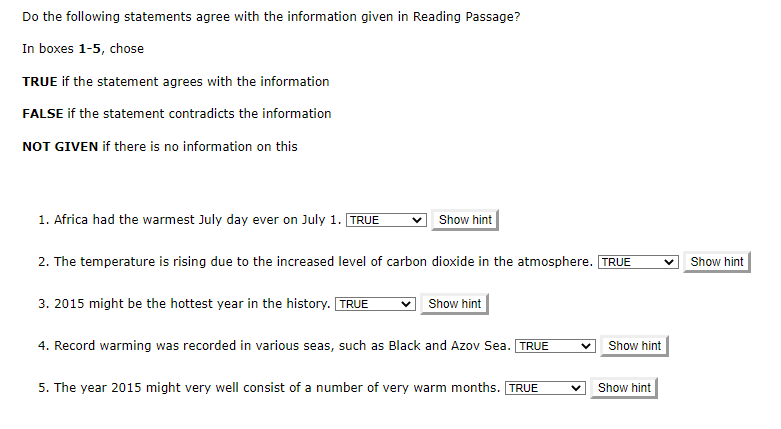 Do the following statements agree with the information given in Reading Passage?
In boxes 1-5, chose
TRUE if the statement agrees with the information
FALSE if the statement contradicts the information
NOT GIVEN if there is no information on this
1. Africa had the warmest July day ever on July 1. TRUE Show hint
2. The temperature is rising due to the increased level of carbon dioxide in the atmosphere. TRUE Show hint
3. 2015 might be the hottest year in the history. TRUE Show hint
4. Record warming was recorded in various seas, such as Black and Azov Sea. TRUE Show hint
5. The year 2015 might very well consist of a number of very warm months. TRUE Show hint